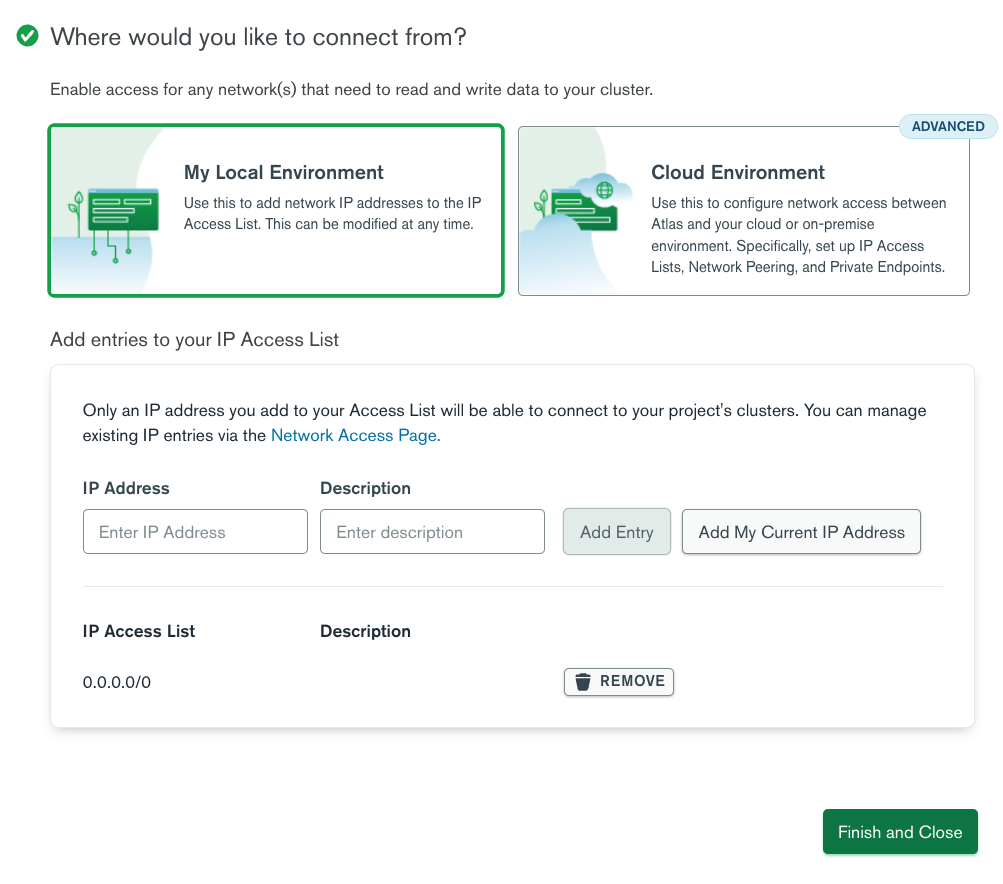 Where would you like to connect from?
Enable access for any network(s) that need to read and write data to your cluster.
ADVANCED
My Local Environment
Use this to add network IP addresses to the IP
Access List. This can be modified at any time.
Cloud Environment
Use this to configure network access between
Atlas and your cloud or on-premise
environment. Specifically, set up IP Access
Lists, Network Peering, and Private Endpoints.
Add entries to your IP Access List
Only an IP address you add to your Access List will be able to connect to your project's clusters. You can manage
existing IP entries via the Network Access Page.
IP Address Description
Enter IP Address Enter description Add Entry Add My Current IP Address
IP Access List Description
0.0.0.0/0 REMOVE
Finish and Close